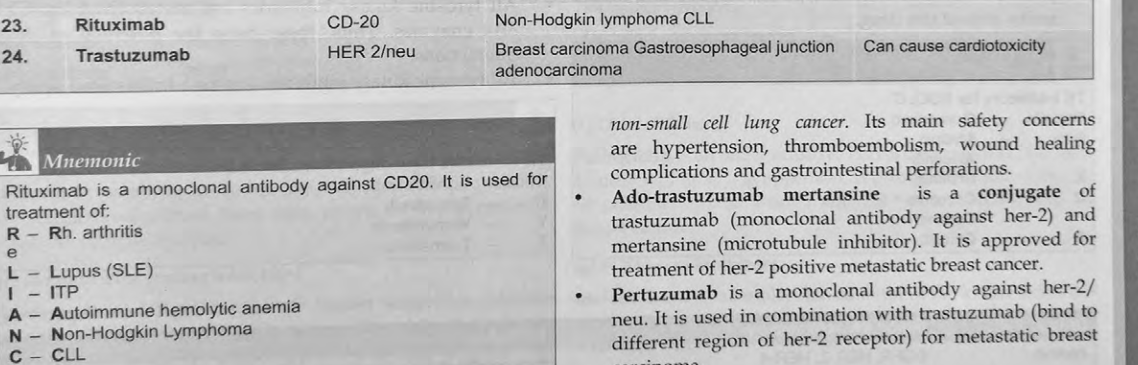 23. Rituximab CD-20 Non-Hodgkin lymphoma CLL
24. Trastuzumab HER 2/neu Breast carcinoma Gastroesophageal junction Can cause cardiotoxicity
adenocarcinoma
Mnemonic
Rituximab is a monoclonal antibody against CD20. It is used for
treatment of:
R – Rh. arthritis
e
L – Lupus (SLE)
I – ITP
A – Autoimmune hemolytic anemia
N – Non-Hodgkin Lymphoma
C – CLL
non-small cell lung cancer. Its main safety concerns
are hypertension, thromboembolism, wound healing
complications and gastrointestinal perforations.
• Ado-trastuzumab mertansine is a conjugate of
trastuzumab (monoclonal antibody against her-2) and
mertansine (microtubule inhibitor). It is approved for
treatment of her-2 positive metastatic breast cancer.
• Pertuzumab is a monoclonal antibody against her-2/
neu. It is used in combination with trastuzumab (bind to
different region of her-2 receptor) for metastatic breast